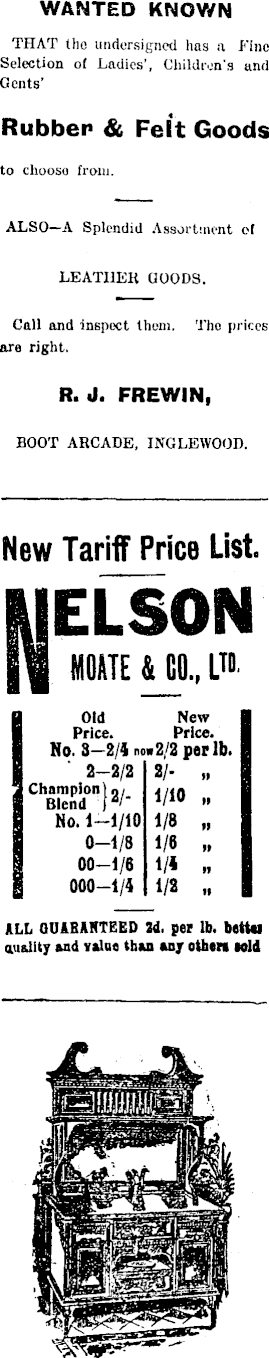 WANTED KNOWN
THAT the undersigned has a Fine
Selection of Ladies', Children's and
Gents'
Rubber & Felt Goods
to choose from.
ALSO—A Splendid Assortment of
LEATHER GOODS.
Call and inspect them. The prices
are right.
R. J. FREWIN,
BOOT ARCADE, INGLEWOOD.
New Tariff Price List.
NELSON
MOATE & CO., LTD.
Old Price. New Price.
No. 3—2/4 now 2/2 per lb.
2—2/2 2/- „
Champion Blend } 2/- 1/10 „
No. 1—1/10 1/8 „
0—1/8 1/6 „
00—1/6 1/4 „
000—1/4 1/2 „
ALL GUARANTEED 2d. per lb. better
quality and value than any others sold